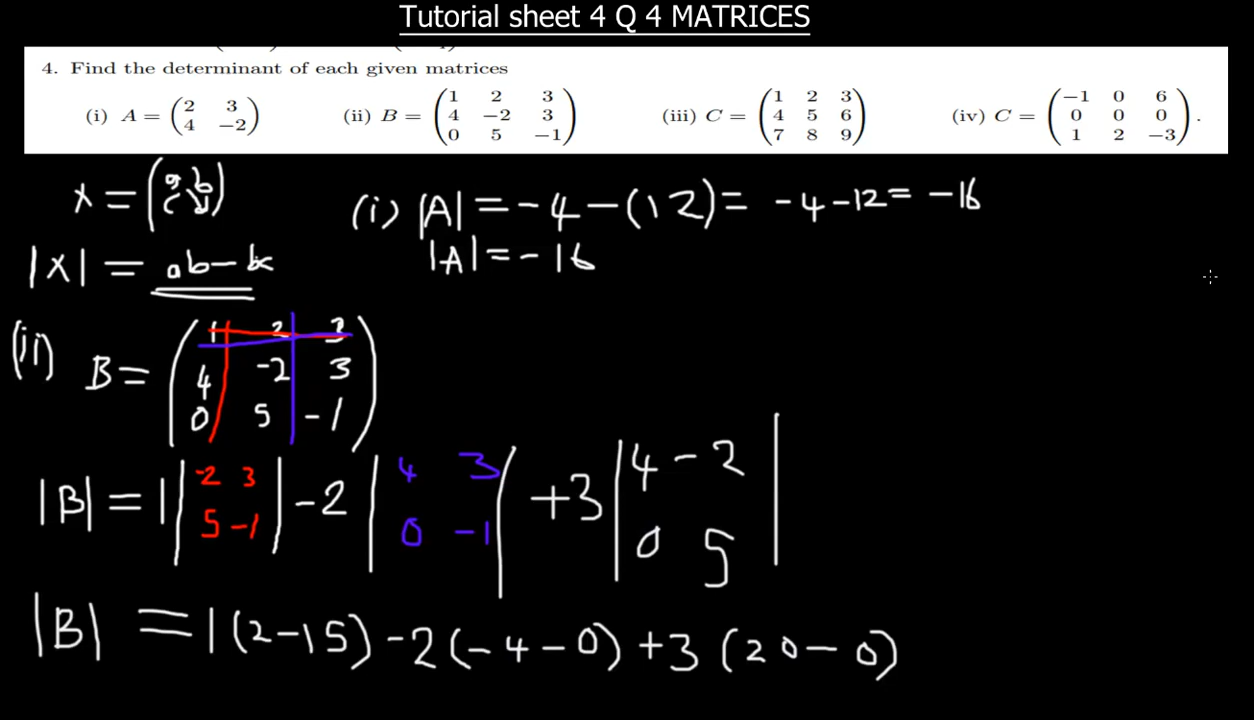 Tutorial sheet 4 Q 4 MATRICES
4. Find the determinant of each given matrices
(i) A = ( 2 3 ; 4 −2 ) (ii) B = ( 1 2 3 ; 4 −2 3 ; 0 5 −1 ) (iii) C = ( 1 2 3 ; 4 5 6 ; 7 8 9 ) (iv) C = ( −1 0 6 ; 0 0 0 ; 1 2 −3 ).
X = ( a b ; c d ) (i) |A| = -4 - (12) = -4 - 12 = -16
|X| = ab - bc |A| = -16
(ii) B = ( 1 2 3 ; 4 -2 3 ; 0 5 -1 )
|B| = 1 | -2 3 ; 5 -1 | - 2 | 4 3 ; 0 -1 | + 3 | 4 -2 ; 0 5 |
|B| = 1 (2 - 15) - 2 (-4 - 0) + 3 (20 - 0)